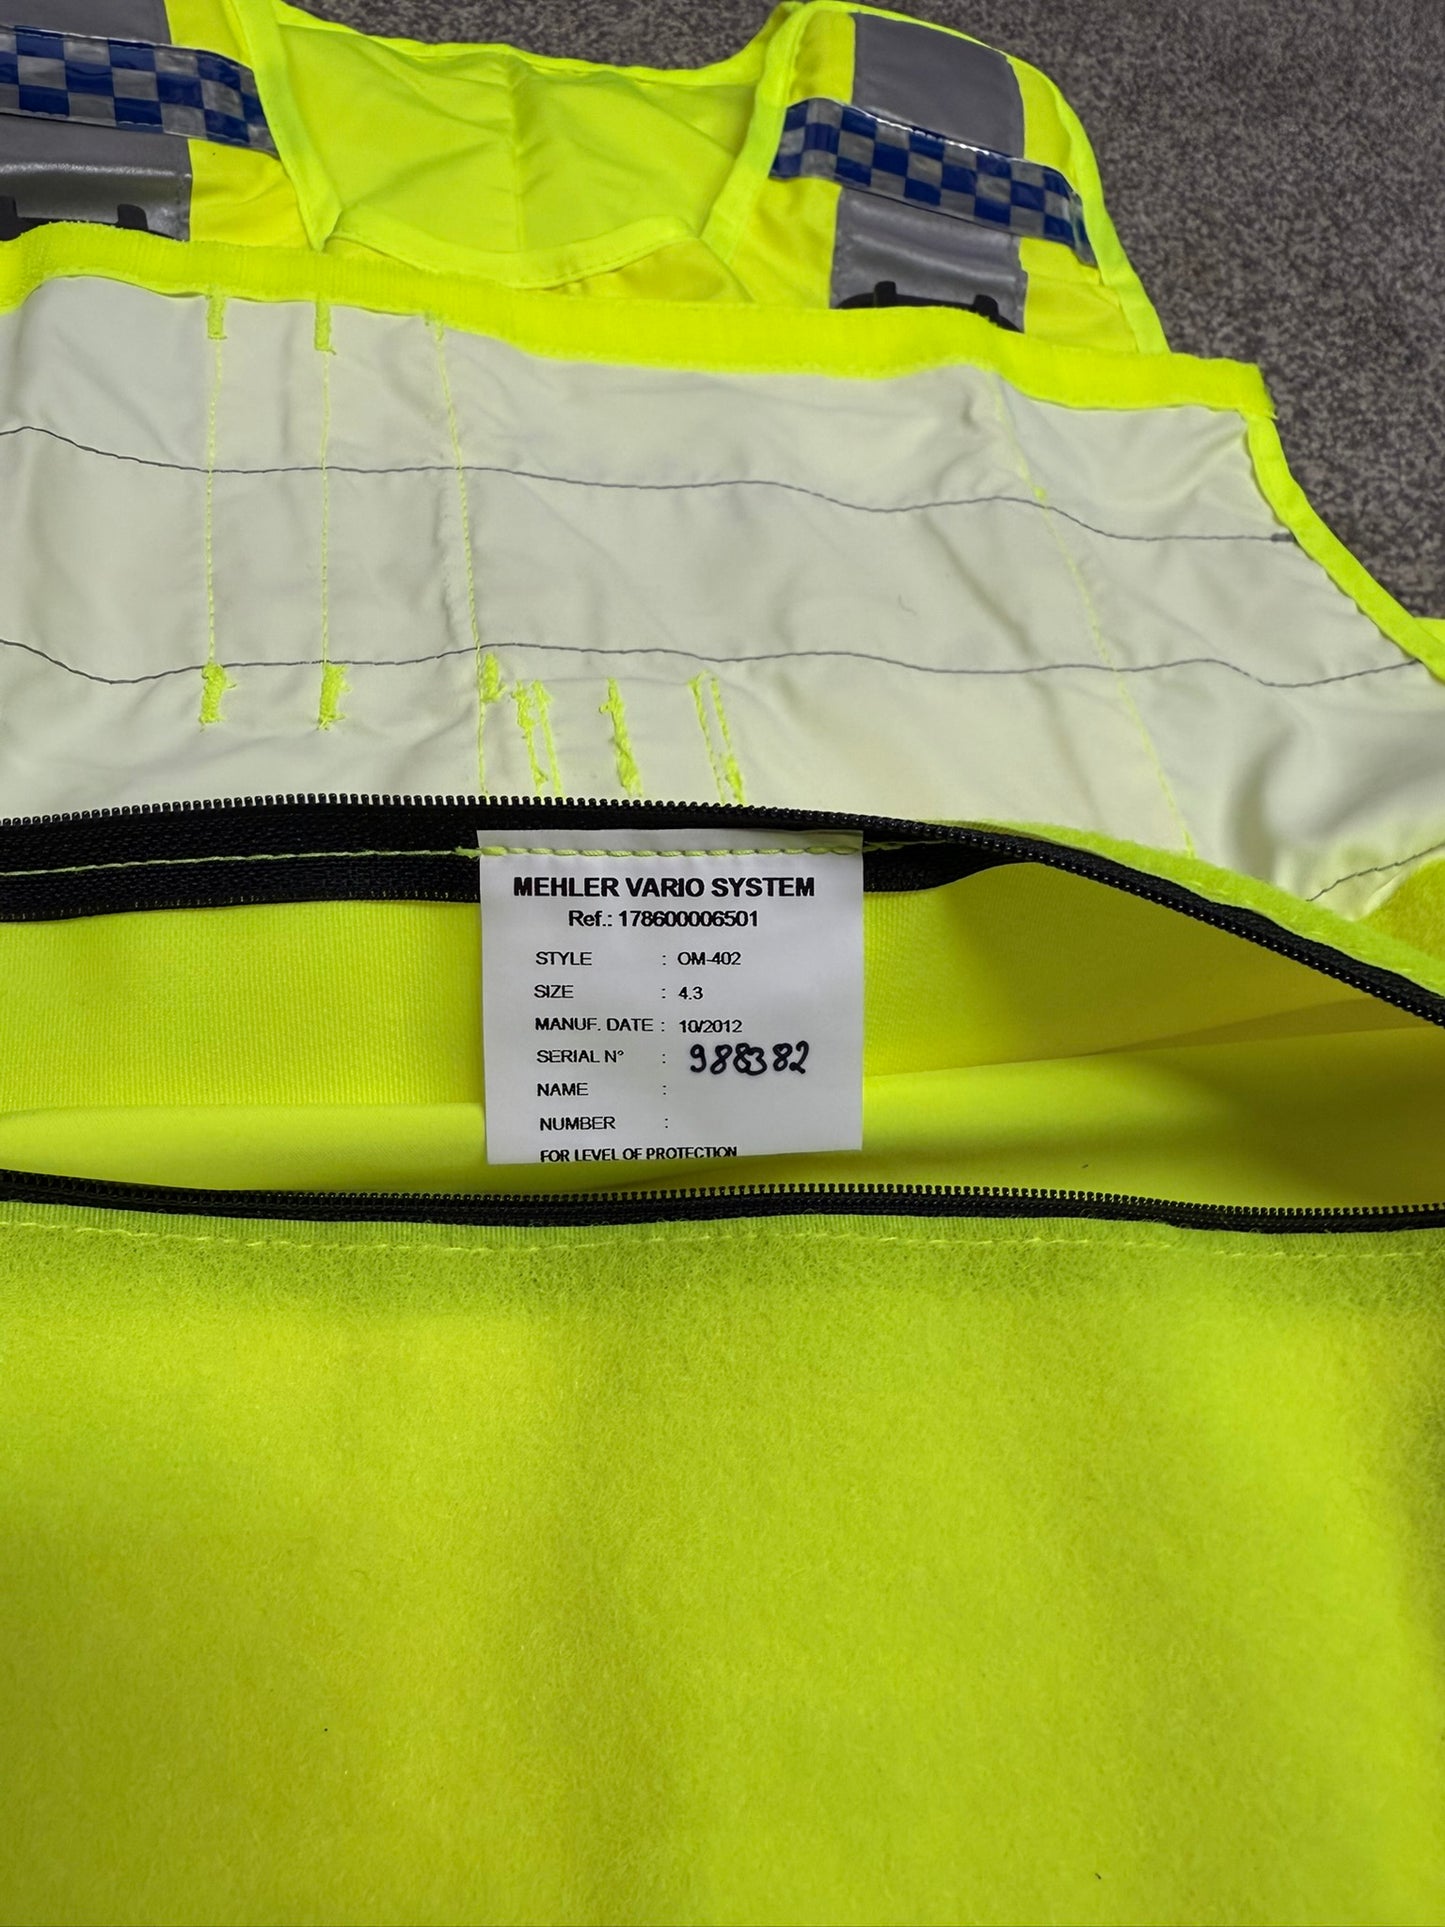 MEHLER VARIO SYSTEM
Ref.: 178600006501
STYLE : OM-402
SIZE : 4.3
MANUF. DATE : 10/2012
SERIAL N° : 988382
NAME :
NUMBER :
FOR LEVEL OF PROTECTION